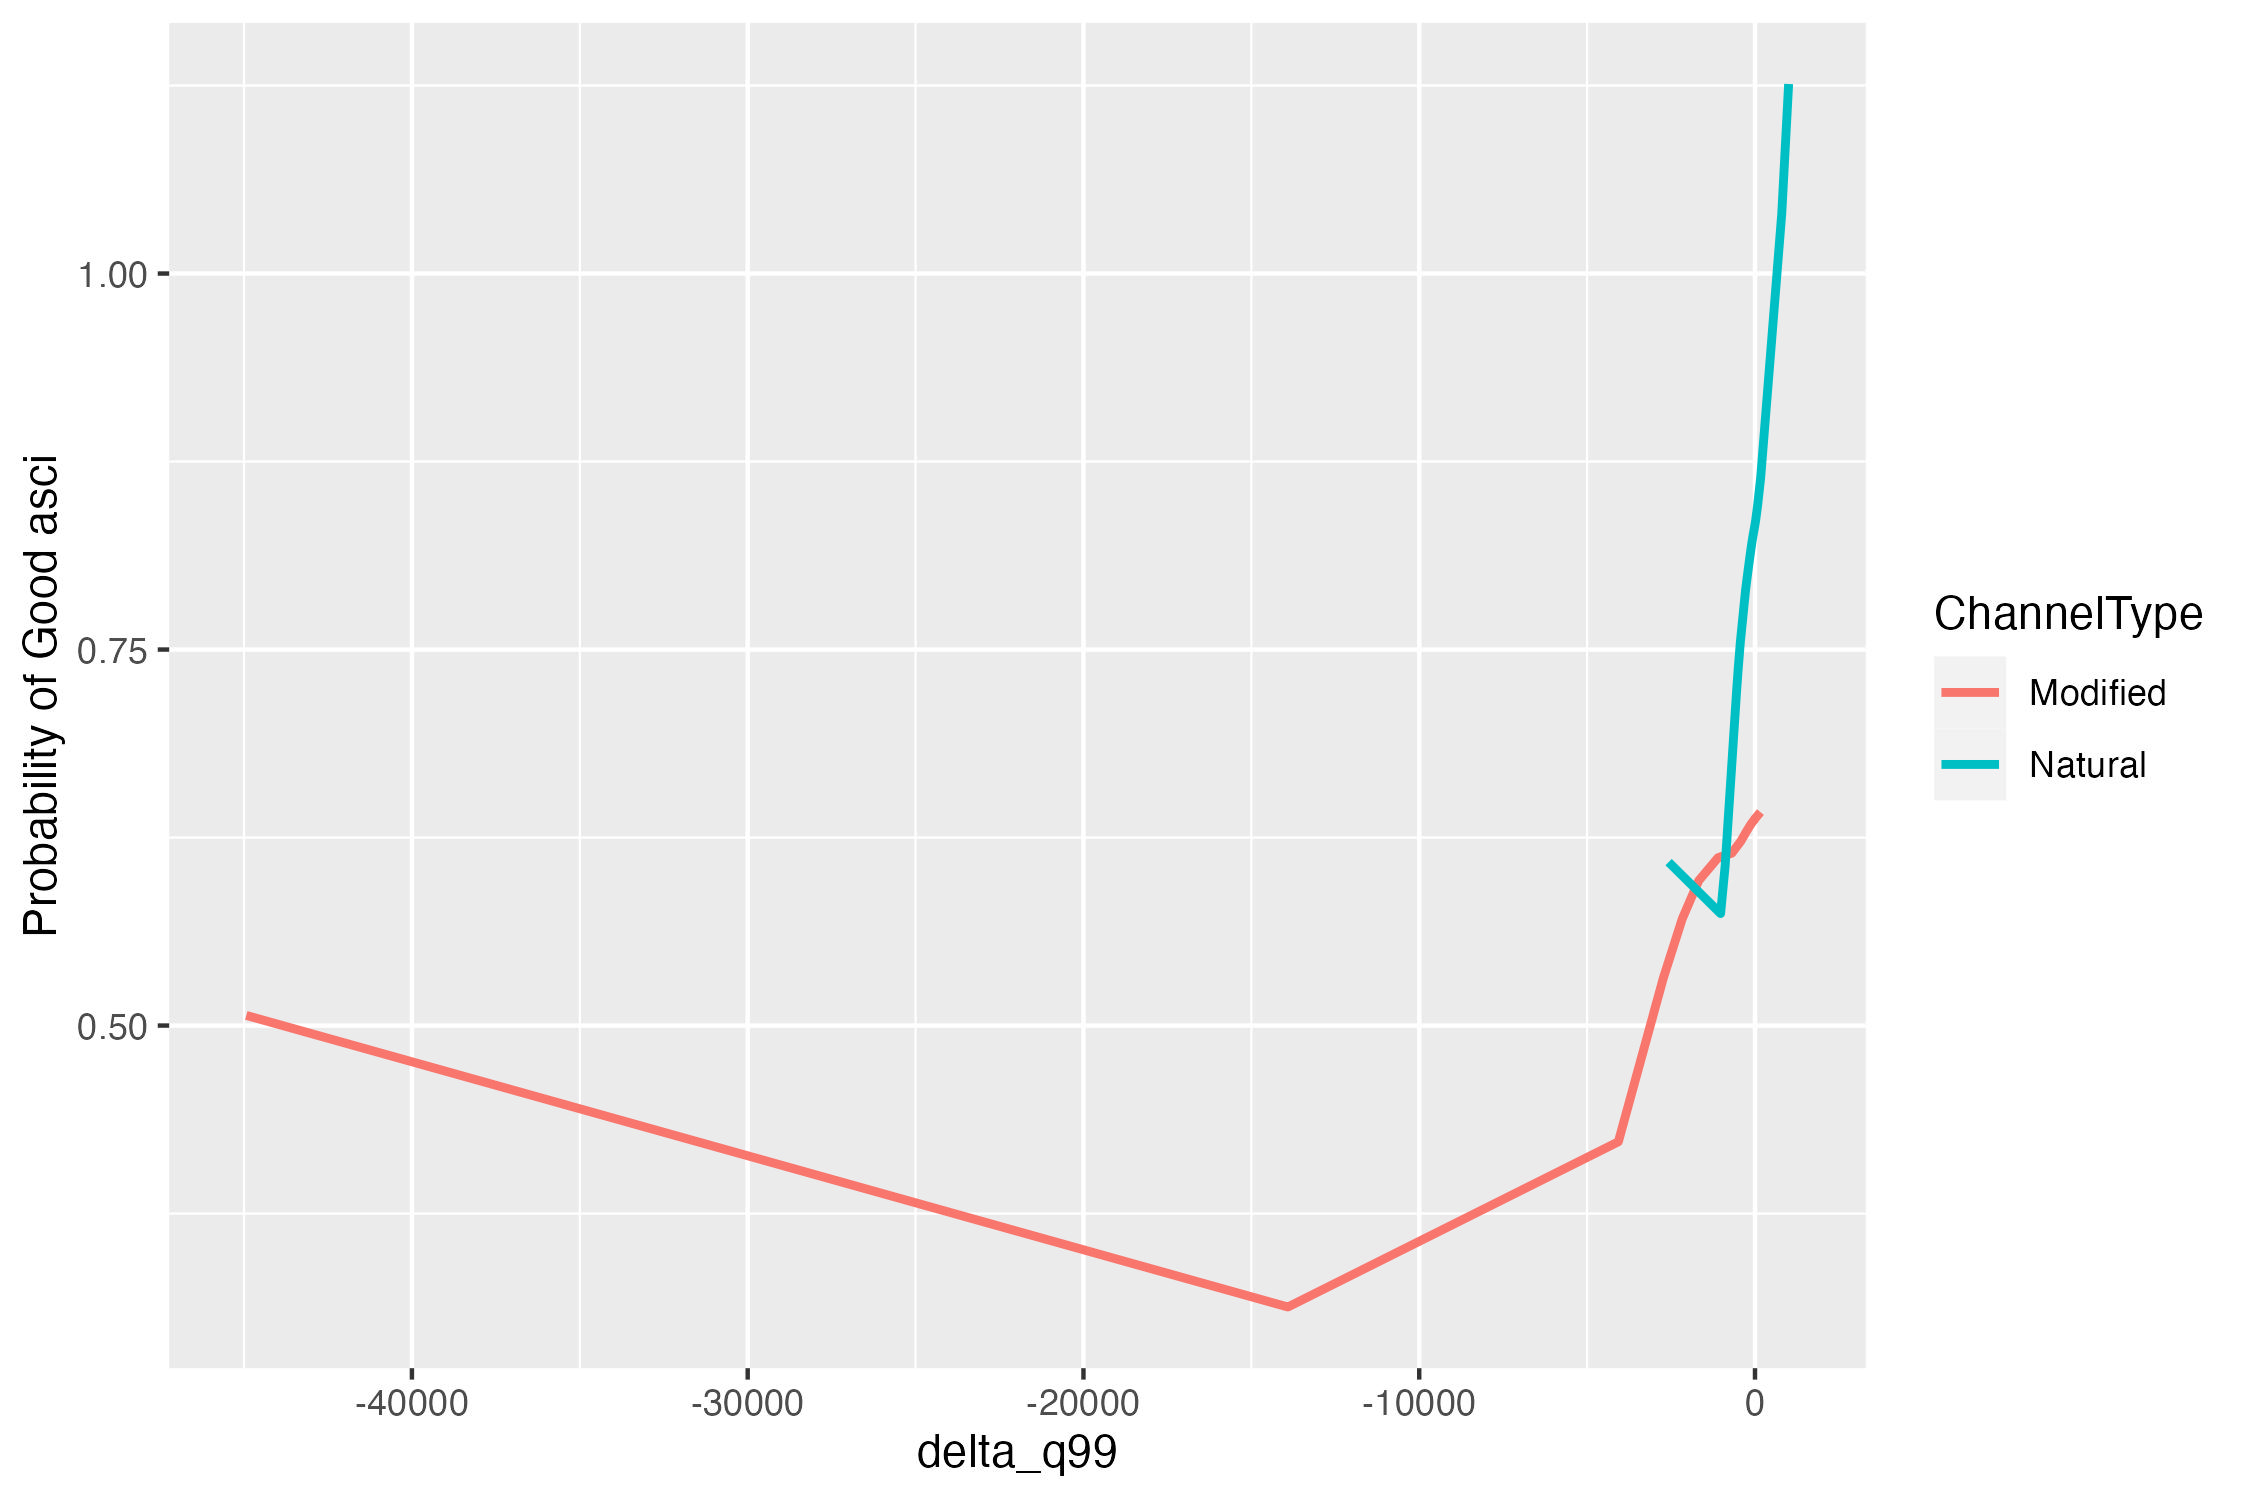 Probability of Good asci
1.00
0.75
0.50
-40000
-30000
-20000
-10000
0
delta_q99
ChannelType
Modified
Natural